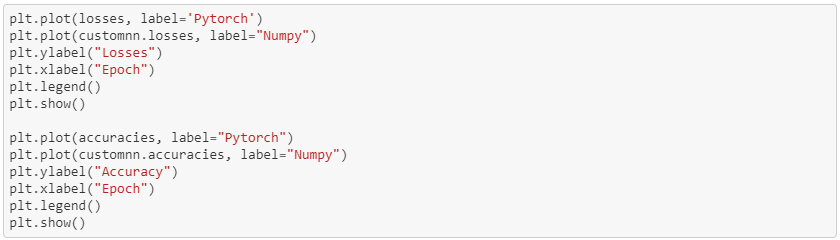 plt.plot(losses, label='Pytorch')
plt.plot(customnn.losses, label="Numpy")
plt.ylabel("Losses")
plt.xlabel("Epoch")
plt.legend()
plt.show()

plt.plot(accuracies, label="Pytorch")
plt.plot(customnn.accuracies, label="Numpy")
plt.ylabel("Accuracy")
plt.xlabel("Epoch")
plt.legend()
plt.show()